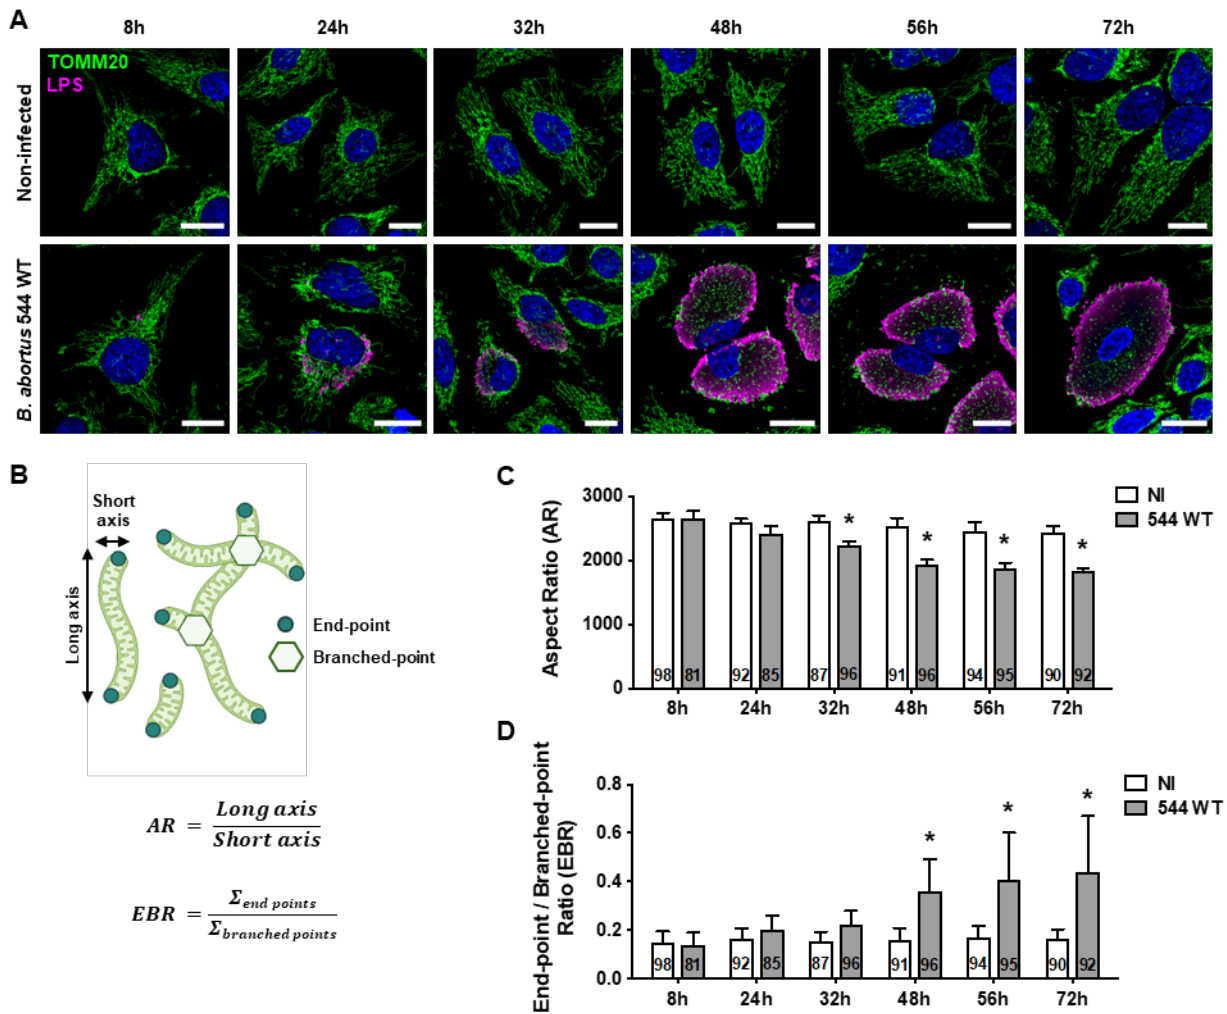 A
8h
24h
32h
48h
56h
72h
Non-infected
TOMM20
LPS
B. abortus 544 WT
B
Short
axis
Long axis
End-point
Branched-point
AR = Long axis / Short axis
EBR = Σ end points / Σ branched points
C
Aspect Ratio (AR)
3000
2000
1000
0
NI
544 WT
* * * *
98 81 92 85 87 96 91 96 94 95 90 92
8h 24h 32h 48h 56h 72h
D
End-point / Branched-point
Ratio (EBR)
0.8
0.6
0.4
0.2
0.0
NI
544 WT
* * *
98 81 92 85 87 96 91 96 94 95 90 92
8h 24h 32h 48h 56h 72h